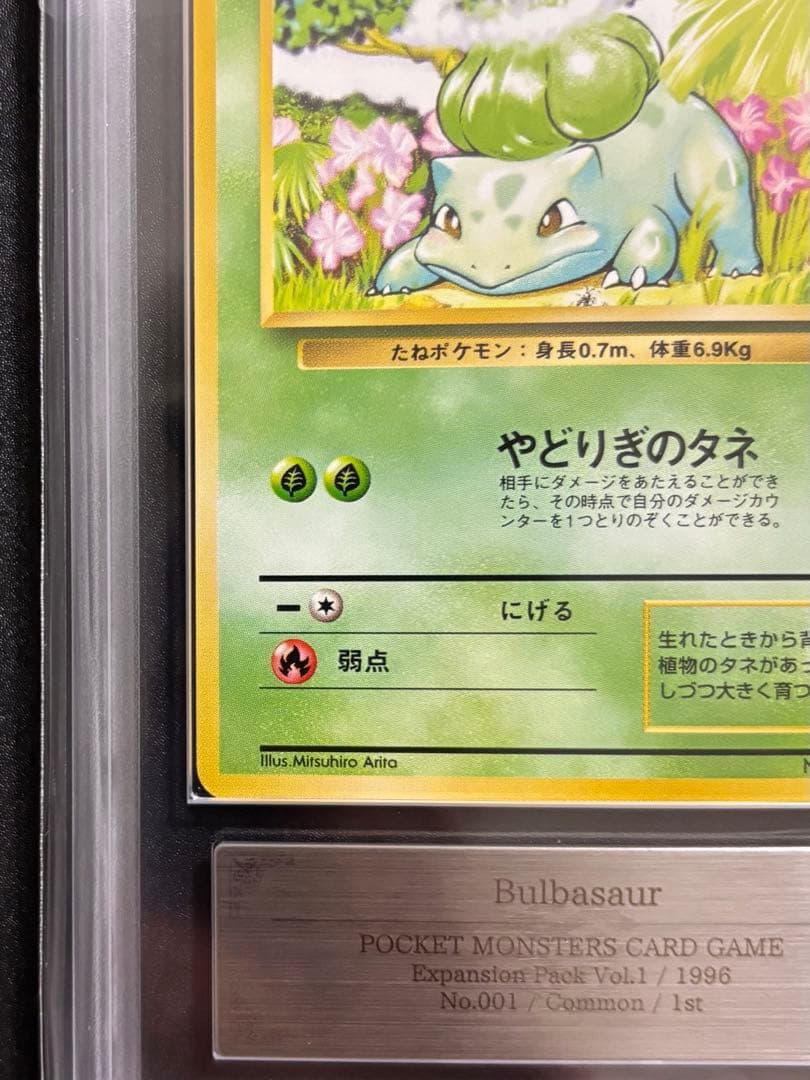 たねポケモン：身長0.7m、体重6.9Kg
やどりぎのタネ
相手にダメージをあたえることができ
たら、その時点で自分のダメージカウ
ンターを1つとりのぞくことができる。
にげる
弱点
生れたときから背
植物のタネがあっ
しづつ大きく育つ
Illus.Mitsuhiro Arita
Bulbasaur
POCKET MONSTERS CARD GAME
Expansion Pack Vol.1 / 1996
No.001 / Common / 1st